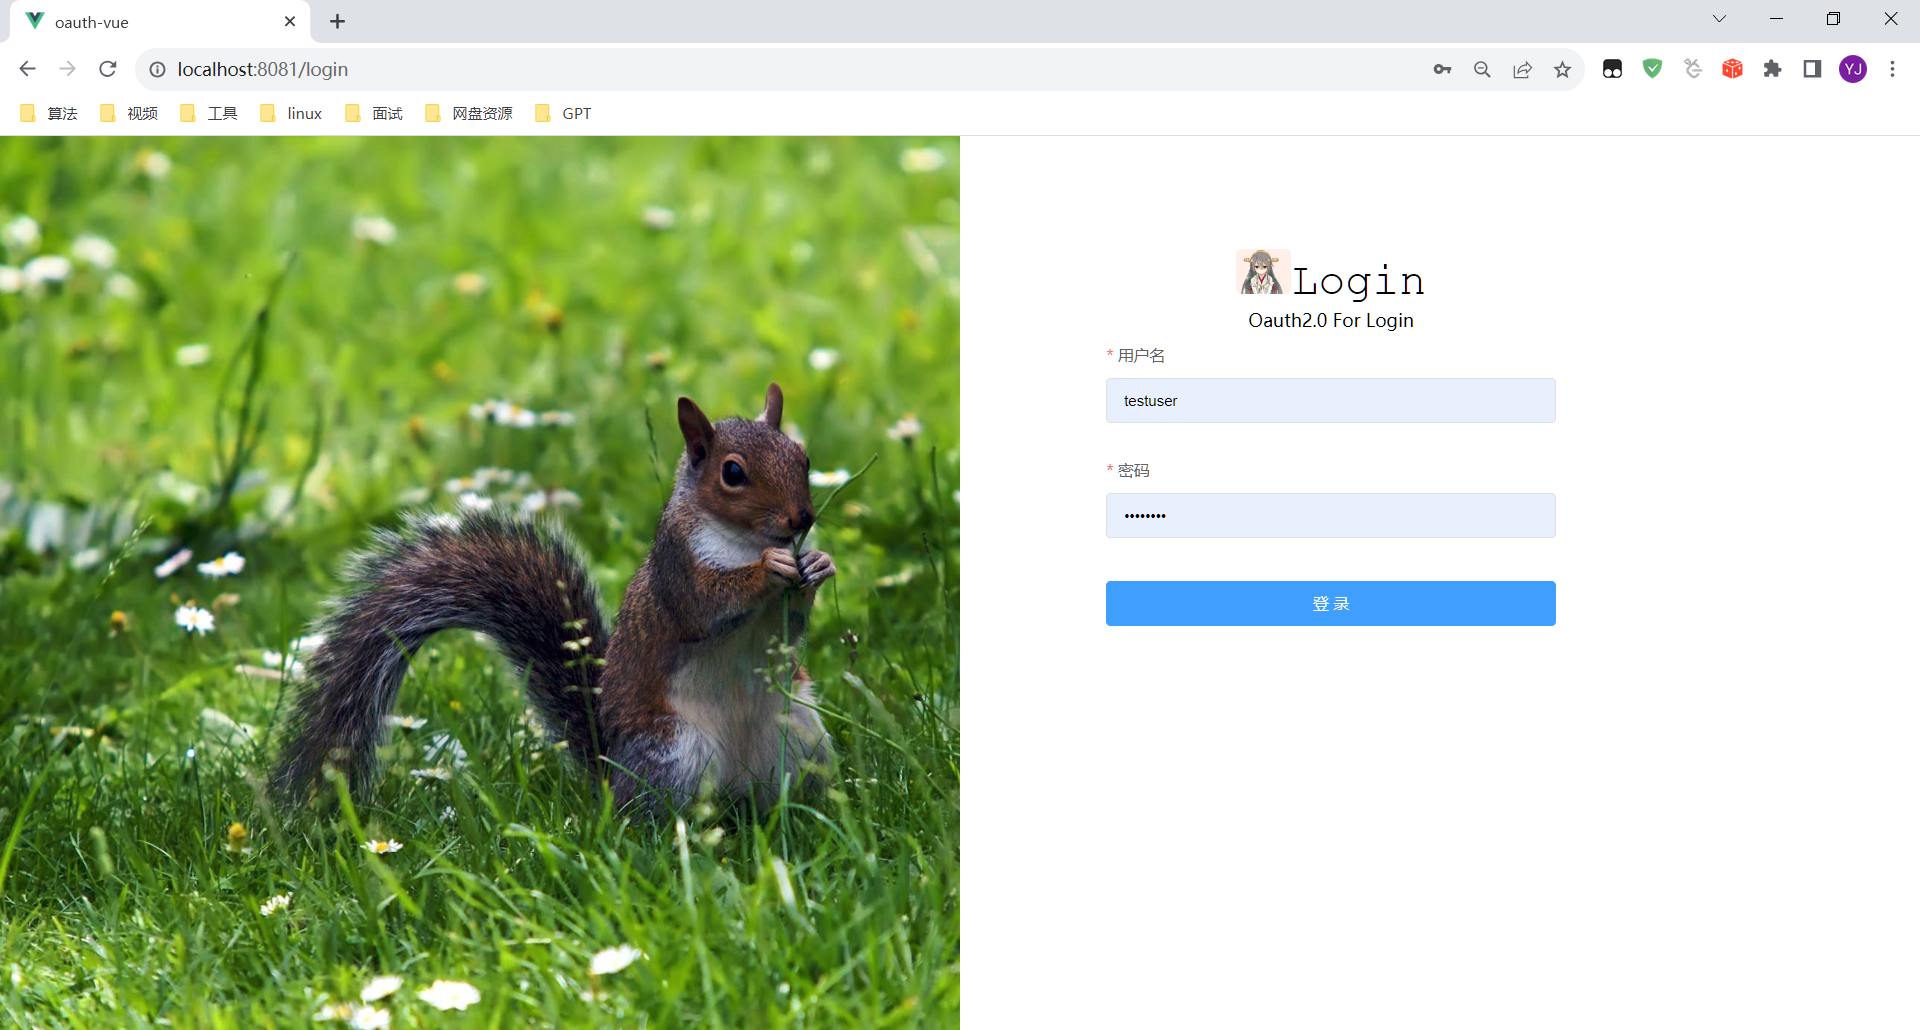 oauth-vue
localhost:8081/login
YJ
算法 视频 工具 linux 面试 网盘资源 GPT
Login
Oauth2.0 For Login
* 用户名
testuser
* 密码
••••••••
登 录